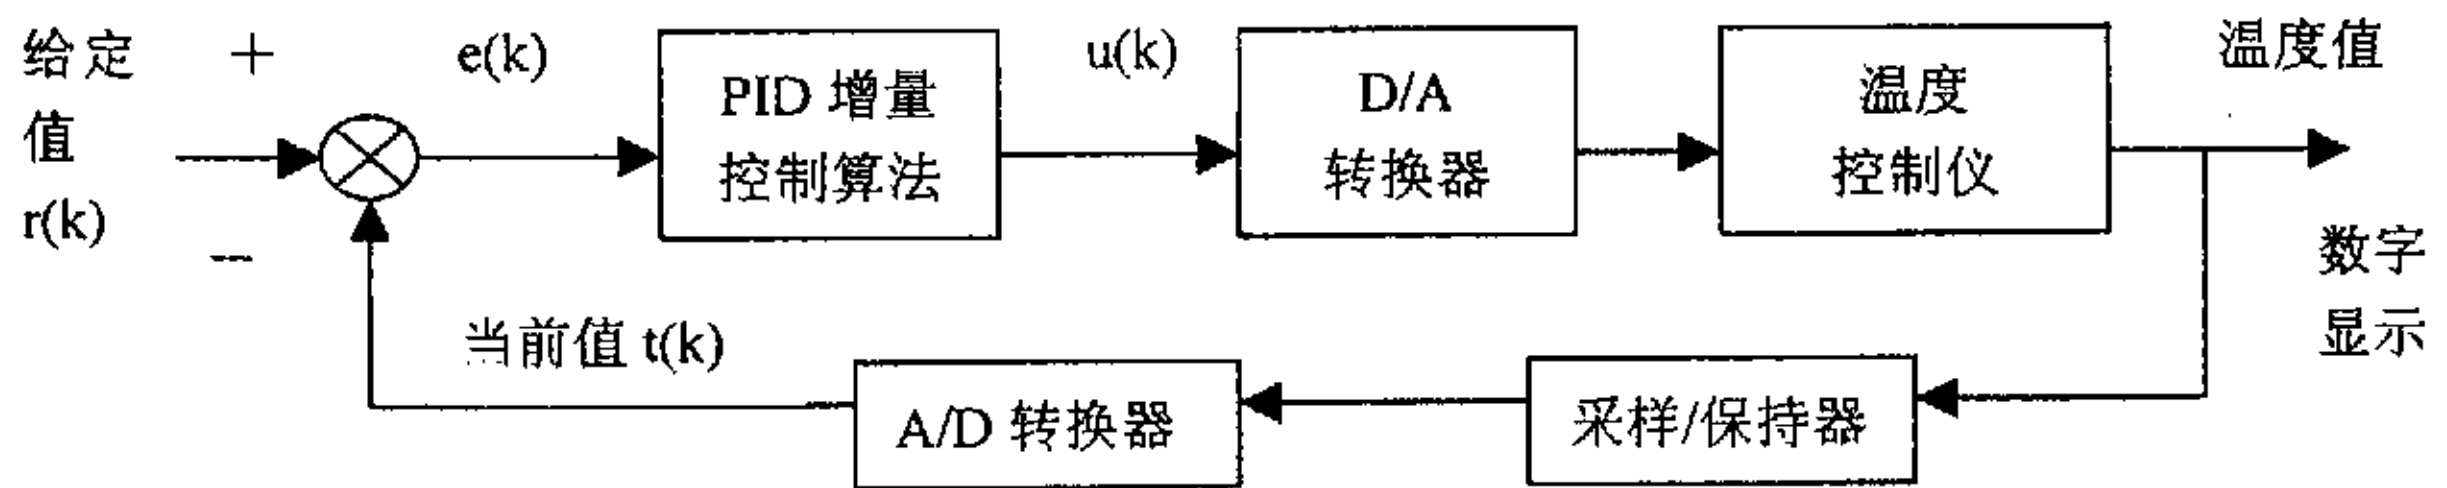 给定
值
r(k)
+
e(k)
PID 增量
控制算法
u(k)
D/A
转换器
温度
控制仪
温度值
数字
显示
−
当前值 t(k)
A/D 转换器
采样/保持器